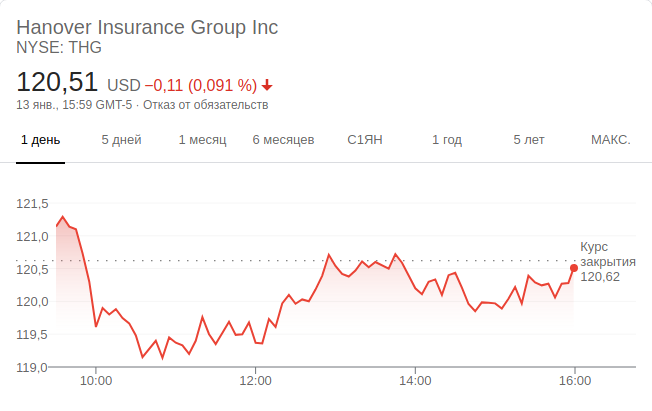 Hanover Insurance Group Inc
NYSE: THG
120,51 USD −0,11 (0,091 %)
13 янв., 15:59 GMT-5 · Отказ от обязательств
1 день 5 дней 1 месяц 6 месяцев С1ЯН 1 год 5 лет МАКС.
121,5
121,0
Курс
закрытия
120,62
120,5
120,0
119,5
119,0
10:00 12:00 14:00 16:00